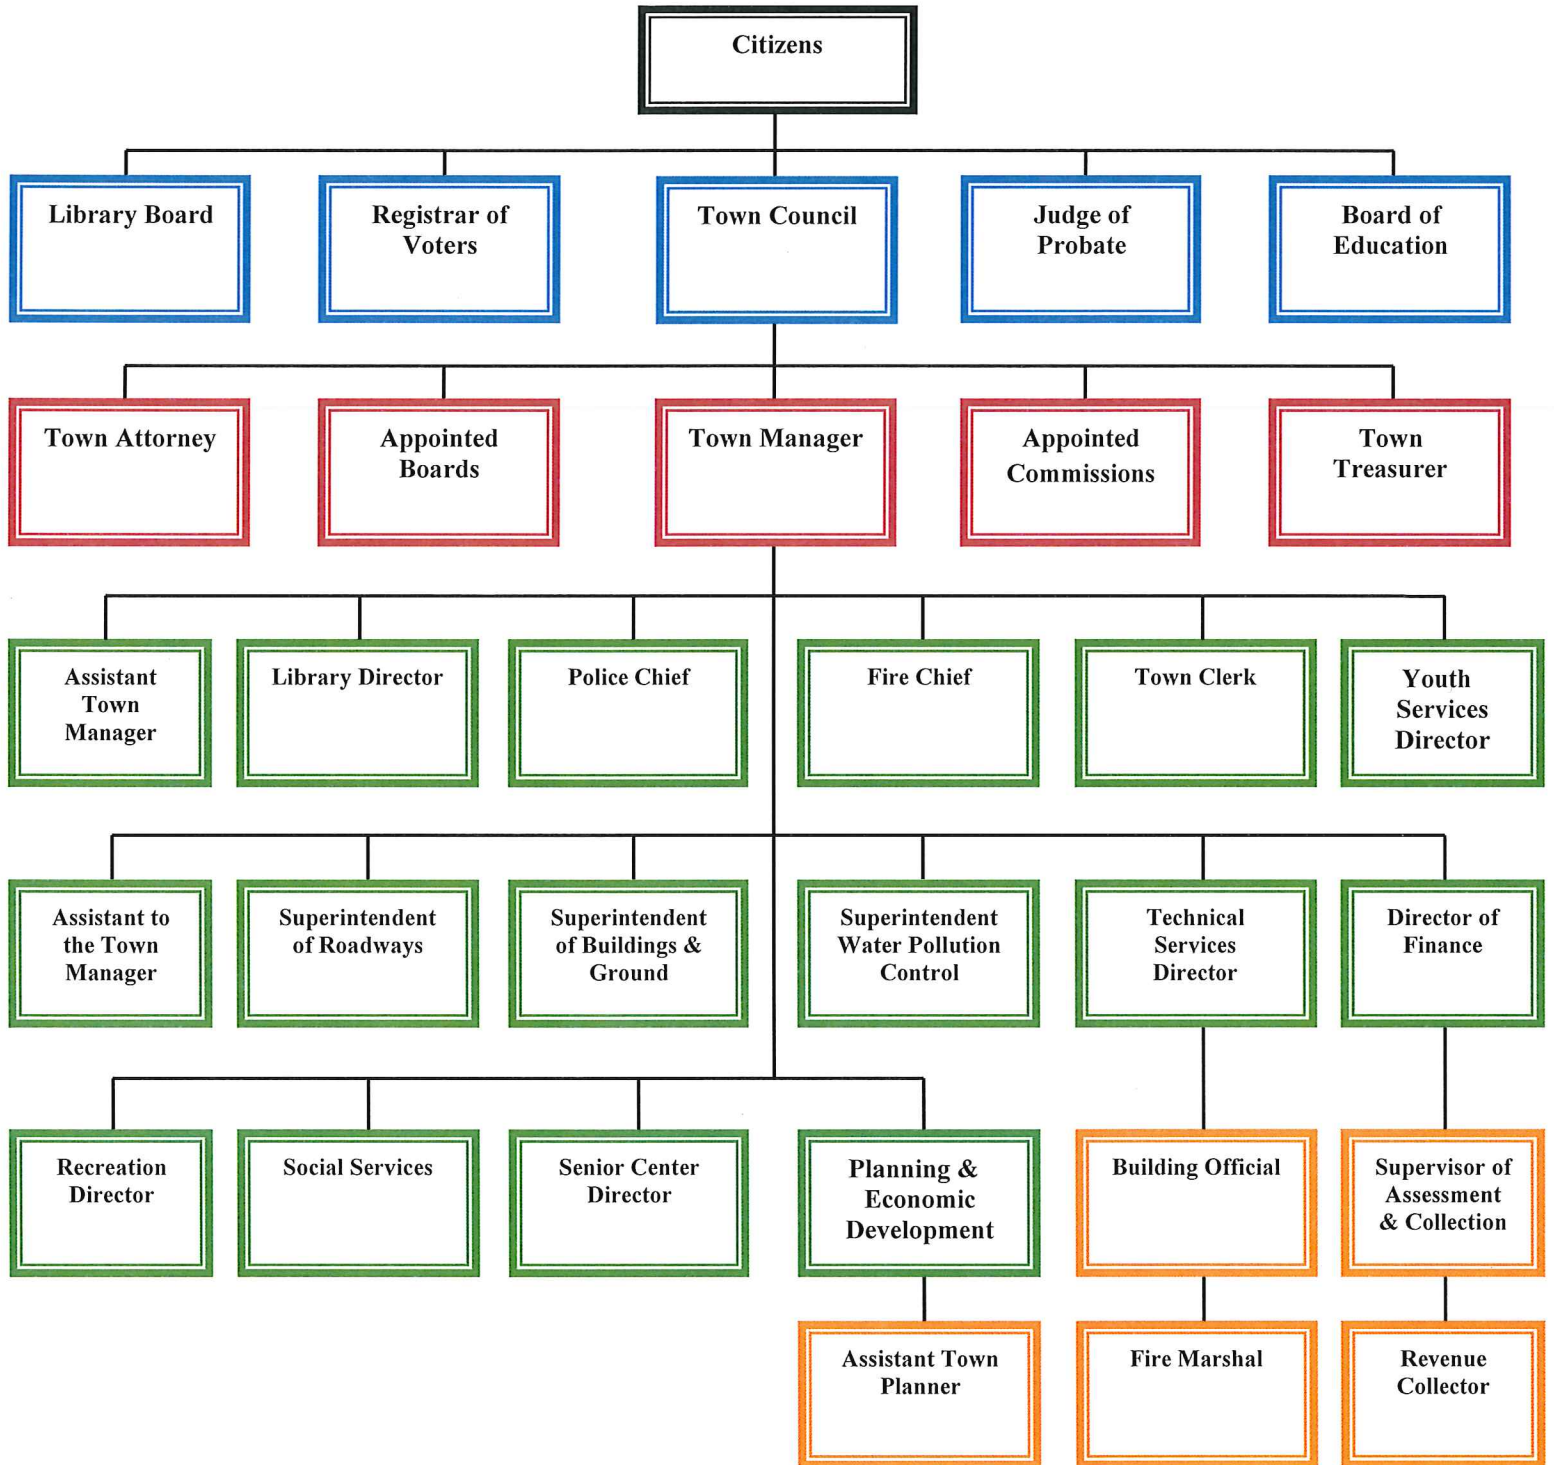 Citizens
Library Board
Registrar of
Voters
Town Council
Judge of
Probate
Board of
Education
Town Attorney
Appointed
Boards
Town Manager
Appointed
Commissions
Town
Treasurer
Assistant
Town
Manager
Library Director
Police Chief
Fire Chief
Town Clerk
Youth
Services
Director
Assistant to
the Town
Manager
Superintendent
of Roadways
Superintendent
of Buildings &
Ground
Superintendent
Water Pollution
Control
Technical
Services
Director
Director of
Finance
Recreation
Director
Social Services
Senior Center
Director
Planning &
Economic
Development
Building Official
Supervisor of
Assessment
& Collection
Assistant Town
Planner
Fire Marshal
Revenue
Collector